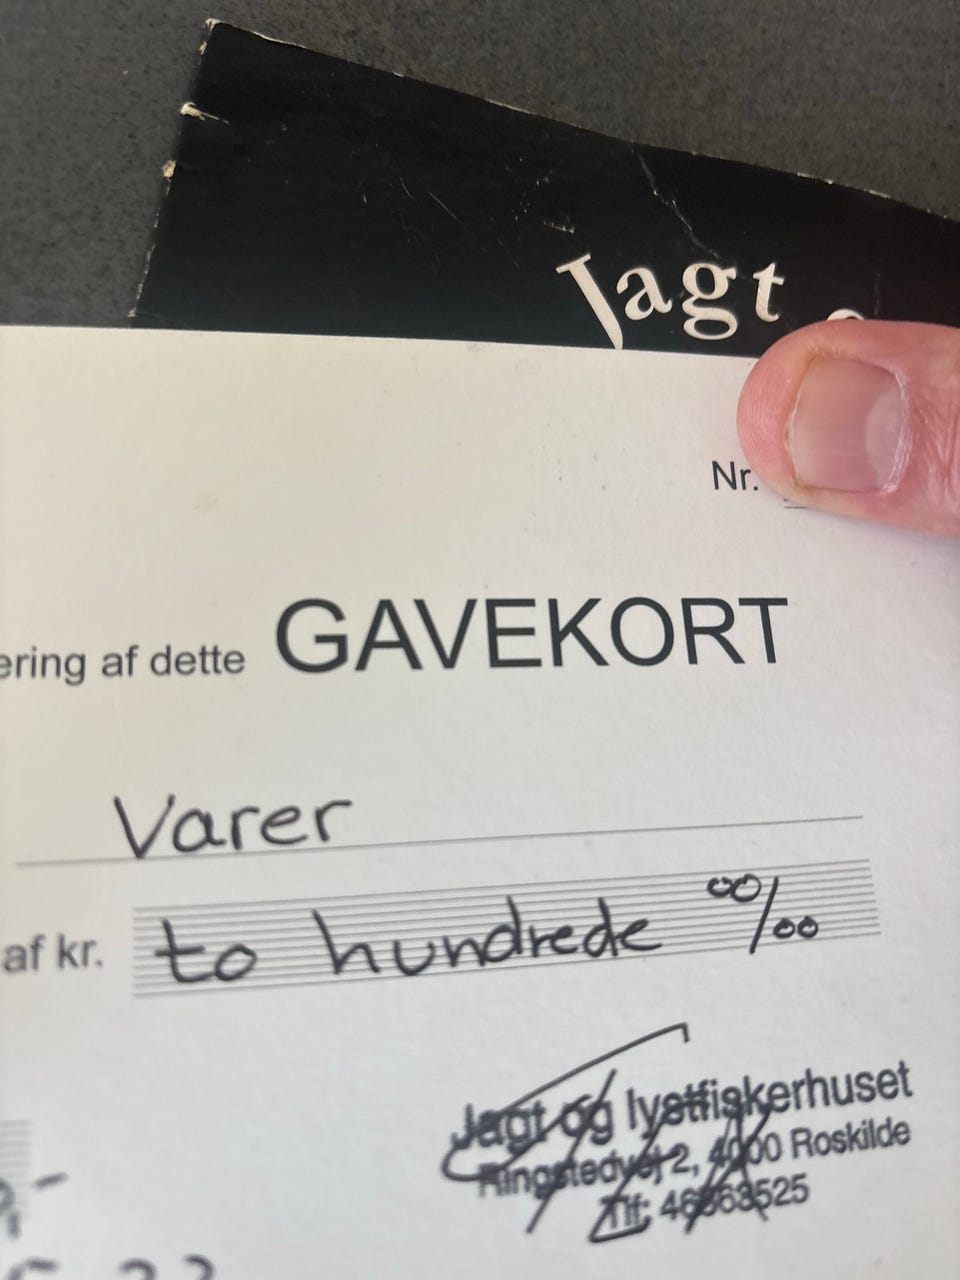 Jagt
Nr.
ering af dette GAVEKORT
Varer
af kr. to hundrede 00/00
Jagt og lystfiskerhuset
Ringstedvej 2, 4000 Roskilde
Tlf: 46363525